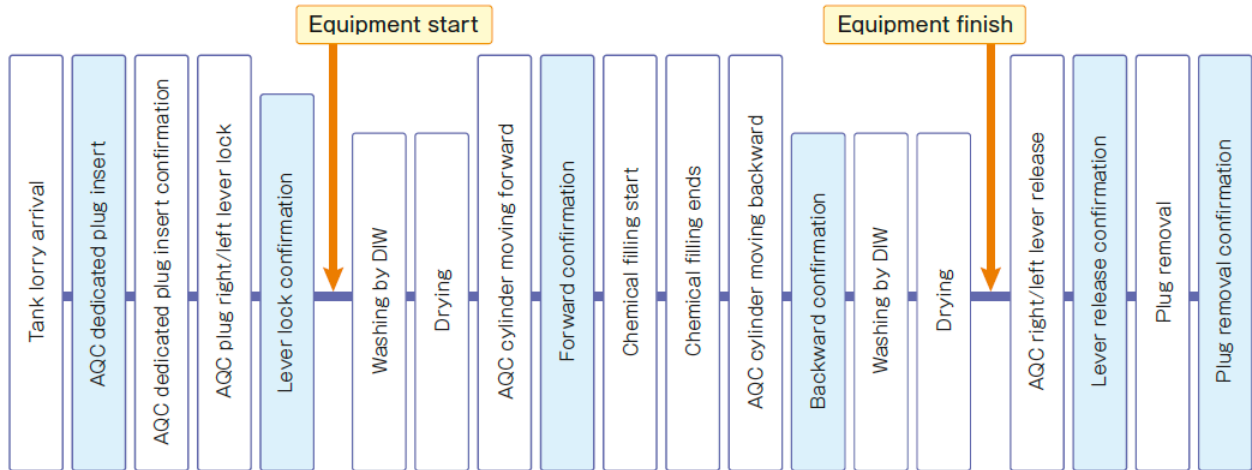 Equipment start
Equipment finish
Tank lorry arrival
AQC dedicated plug insert
AQC dedicated plug insert confirmation
AQC plug right/left lever lock
Lever lock confirmation
Washing by DIW
Drying
AQC cylinder moving forward
Forward confirmation
Chemical filling start
Chemical filling ends
AQC cylinder moving backward
Backward confirmation
Washing by DIW
Drying
AQC right/left lever release
Lever release confirmation
Plug removal
Plug removal confirmation